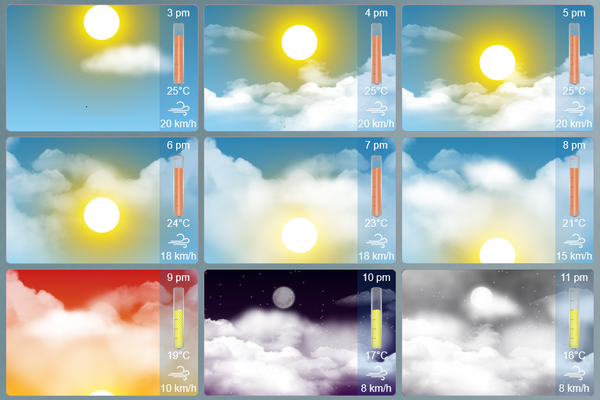 3 pm
25°C
20 km/h
4 pm
25°C
20 km/h
5 pm
25°C
20 km/h
6 pm
24°C
18 km/h
7 pm
23°C
18 km/h
8 pm
21°C
15 km/h
9 pm
19°C
10 km/h
10 pm
17°C
8 km/h
11 pm
16°C
8 km/h